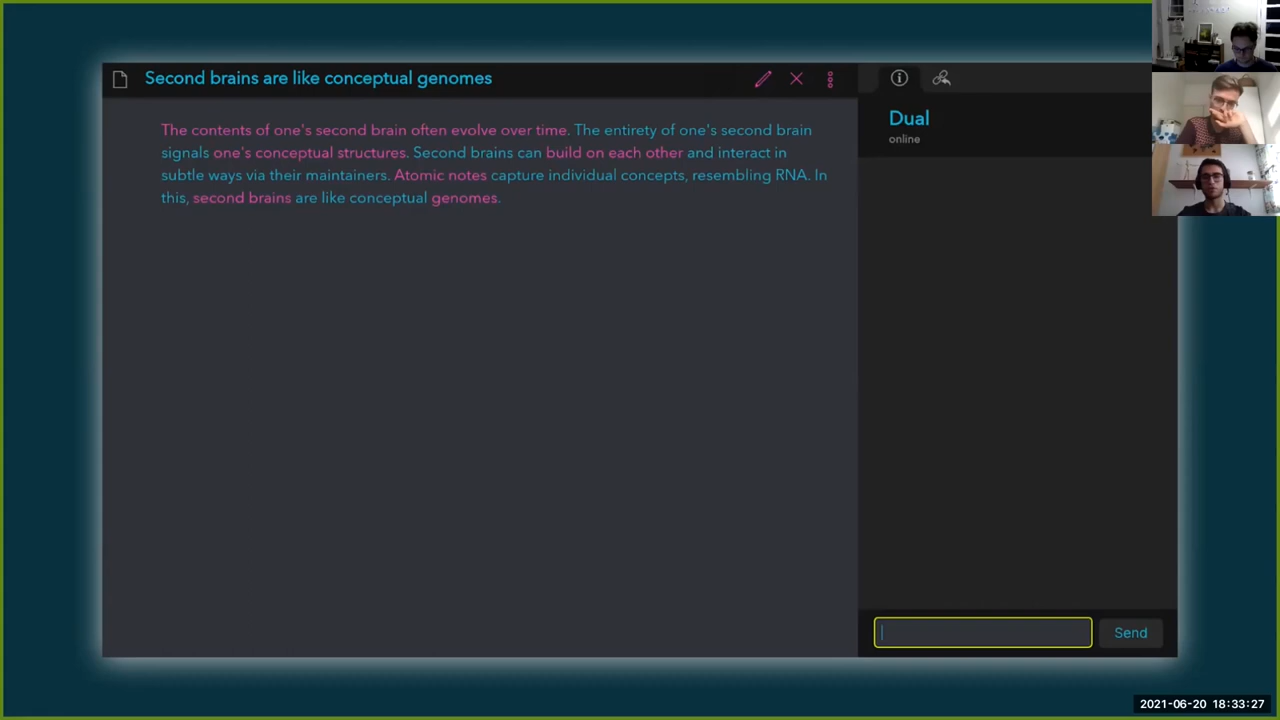 Second brains are like conceptual genomes
The contents of one's second brain often evolve over time. The entirety of one's second brain
signals one's conceptual structures. Second brains can build on each other and interact in
subtle ways via their maintainers. Atomic notes capture individual concepts, resembling RNA. In
this, second brains are like conceptual genomes.
Dual
online
Send
2021-06-20 18:33:27